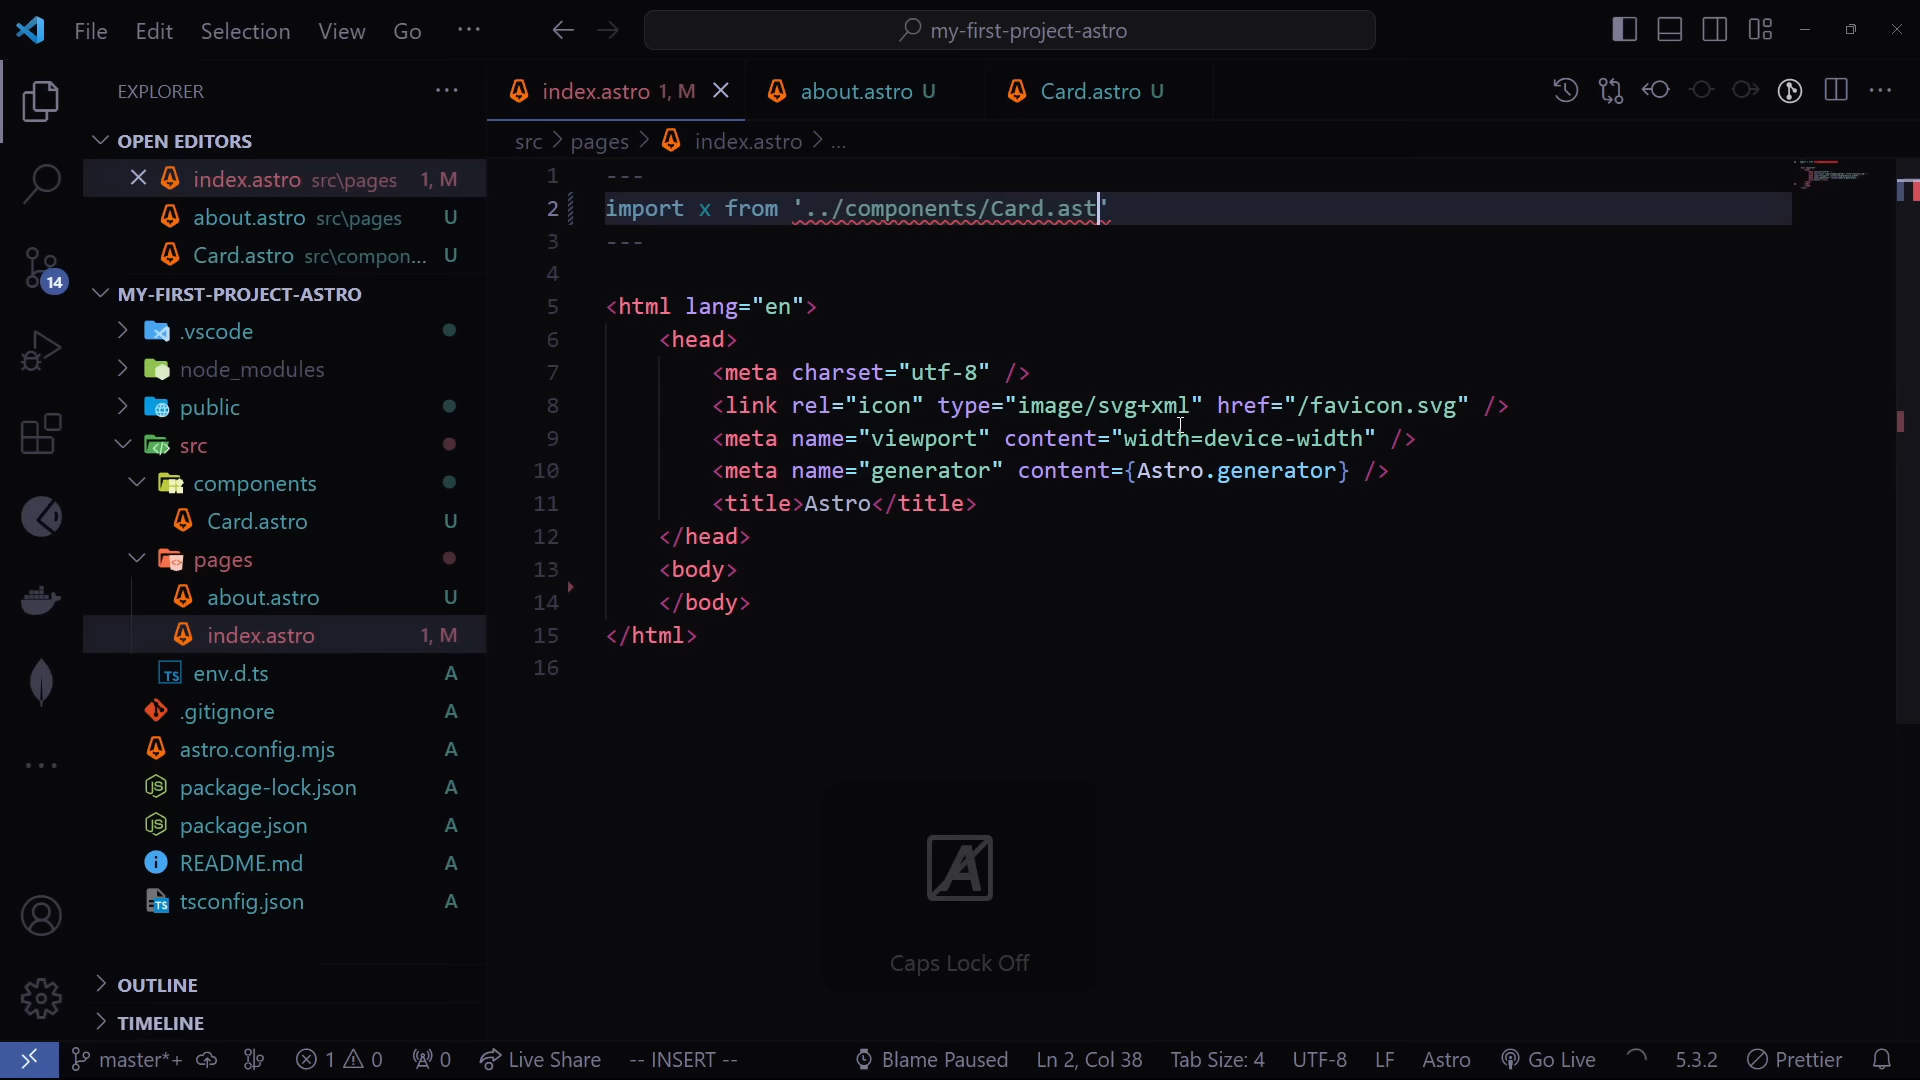 File Edit Selection View Go ···
my-first-project-astro
EXPLORER ···
index.astro 1, M
about.astro U
Card.astro U
OPEN EDITORS
index.astro src\pages 1, M
about.astro src\pages U
Card.astro src\compon... U
MY-FIRST-PROJECT-ASTRO
.vscode
node_modules
public
src
components
Card.astro U
pages
about.astro U
index.astro 1, M
env.d.ts A
.gitignore A
astro.config.mjs A
package-lock.json A
package.json A
README.md A
tsconfig.json A
OUTLINE
TIMELINE
14
src > pages > index.astro > ...
1 ---
2 import x from '../components/Card.ast'
3 ---
4
5 <html lang="en">
6 <head>
7 <meta charset="utf-8" />
8 <link rel="icon" type="image/svg+xml" href="/favicon.svg" />
9 <meta name="viewport" content="width=device-width" />
10 <meta name="generator" content={Astro.generator} />
11 <title>Astro</title>
12 </head>
13 <body>
14 </body>
15 </html>
16
A
Caps Lock Off
master*+ 1 0 0 Live Share -- INSERT -- Blame Paused Ln 2, Col 38 Tab Size: 4 UTF-8 LF Astro Go Live 5.3.2 Prettier